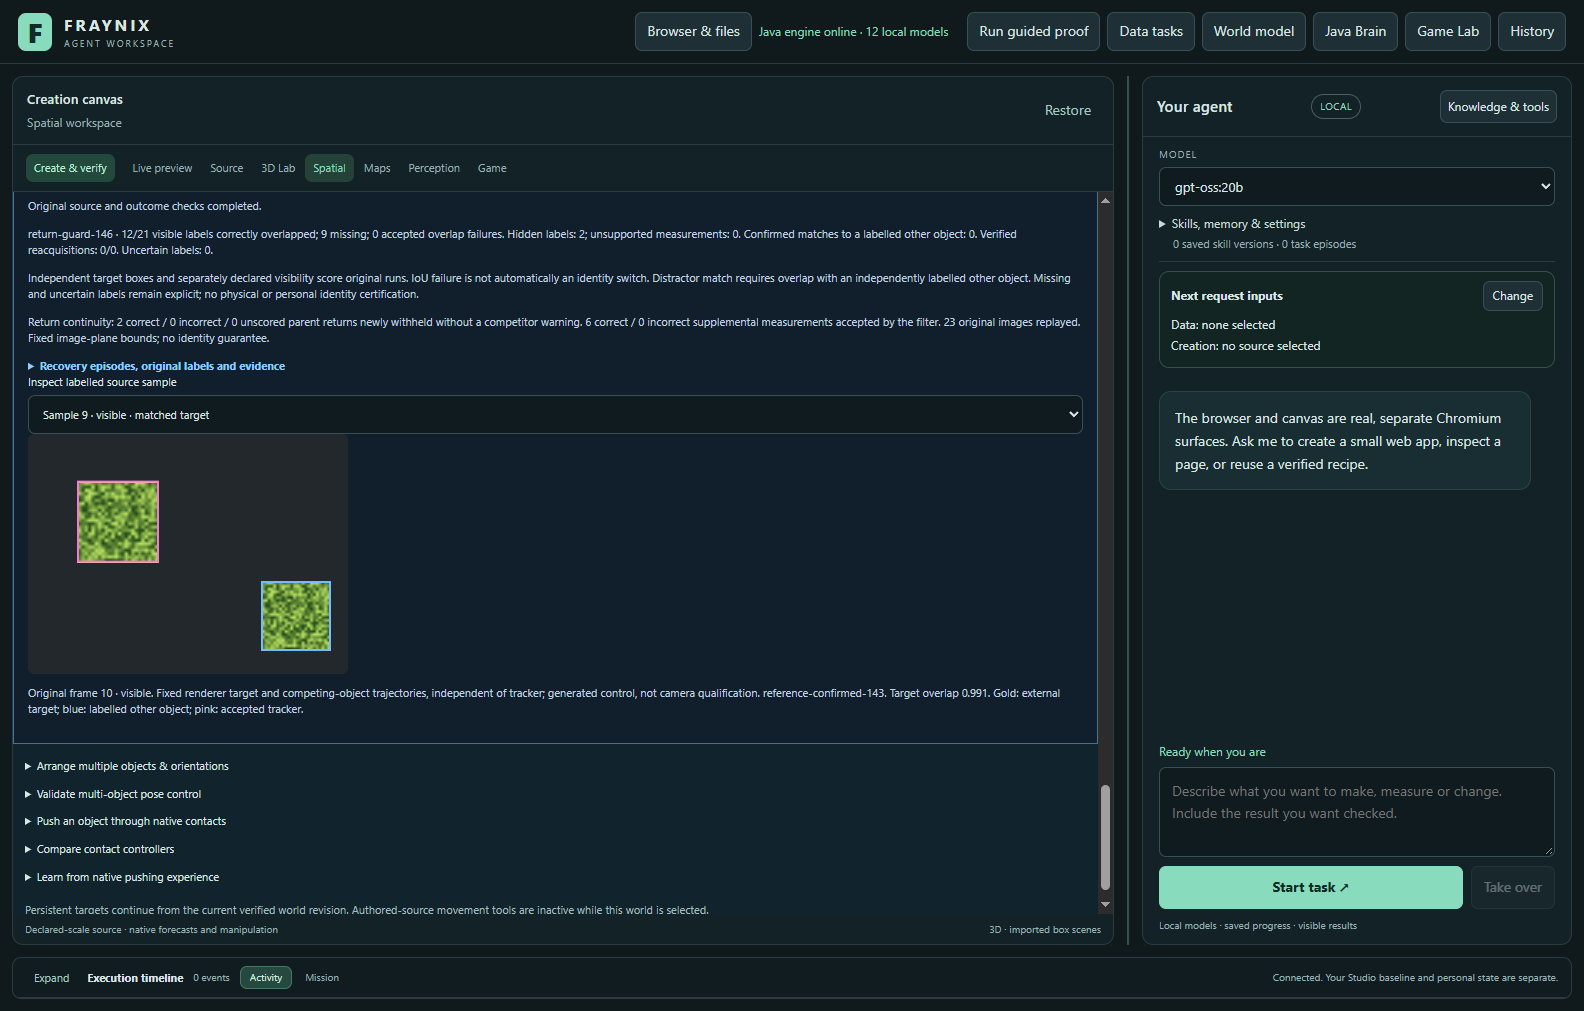 F
FRAYNIX
AGENT WORKSPACE
Browser & files
Java engine online · 12 local models
Run guided proof
Data tasks
World model
Java Brain
Game Lab
History
Creation canvas
Spatial workspace
Restore
Create & verify
Live preview
Source
3D Lab
Spatial
Maps
Perception
Game
Original source and outcome checks completed.
return-guard-146 · 12/21 visible labels correctly overlapped; 9 missing; 0 accepted overlap failures. Hidden labels: 2; unsupported measurements: 0. Confirmed matches to a labelled other object: 0. Verified
reacquisitions: 0/0. Uncertain labels: 0.
Independent target boxes and separately declared visibility score original runs. IoU failure is not automatically an identity switch. Distractor match requires overlap with an independently labelled other object. Missing
and uncertain labels remain explicit; no physical or personal identity certification.
Return continuity: 2 correct / 0 incorrect / 0 unscored parent returns newly withheld without a competitor warning. 6 correct / 0 incorrect supplemental measurements accepted by the filter. 23 original images replayed.
Fixed image-plane bounds; no identity guarantee.
Recovery episodes, original labels and evidence
Inspect labelled source sample
Sample 9 · visible · matched target
Original frame 10 · visible. Fixed renderer target and competing-object trajectories, independent of tracker; generated control, not camera qualification. reference-confirmed-143. Target overlap 0.991. Gold: external
target; blue: labelled other object; pink: accepted tracker.
Arrange multiple objects & orientations
Validate multi-object pose control
Push an object through native contacts
Compare contact controllers
Learn from native pushing experience
Persistent targets continue from the current verified world revision. Authored-source movement tools are inactive while this world is selected.
Declared-scale source · native forecasts and manipulation
3D · imported box scenes
Your agent
LOCAL
Knowledge & tools
MODEL
gpt-oss:20b
Skills, memory & settings
0 saved skill versions · 0 task episodes
Next request inputs
Change
Data: none selected
Creation: no source selected
The browser and canvas are real, separate Chromium
surfaces. Ask me to create a small web app, inspect a
page, or reuse a verified recipe.
Ready when you are
Describe what you want to make, measure or change.
Include the result you want checked.
Start task ↗
Take over
Local models · saved progress · visible results
Expand
Execution timeline
0 events
Activity
Mission
Connected. Your Studio baseline and personal state are separate.